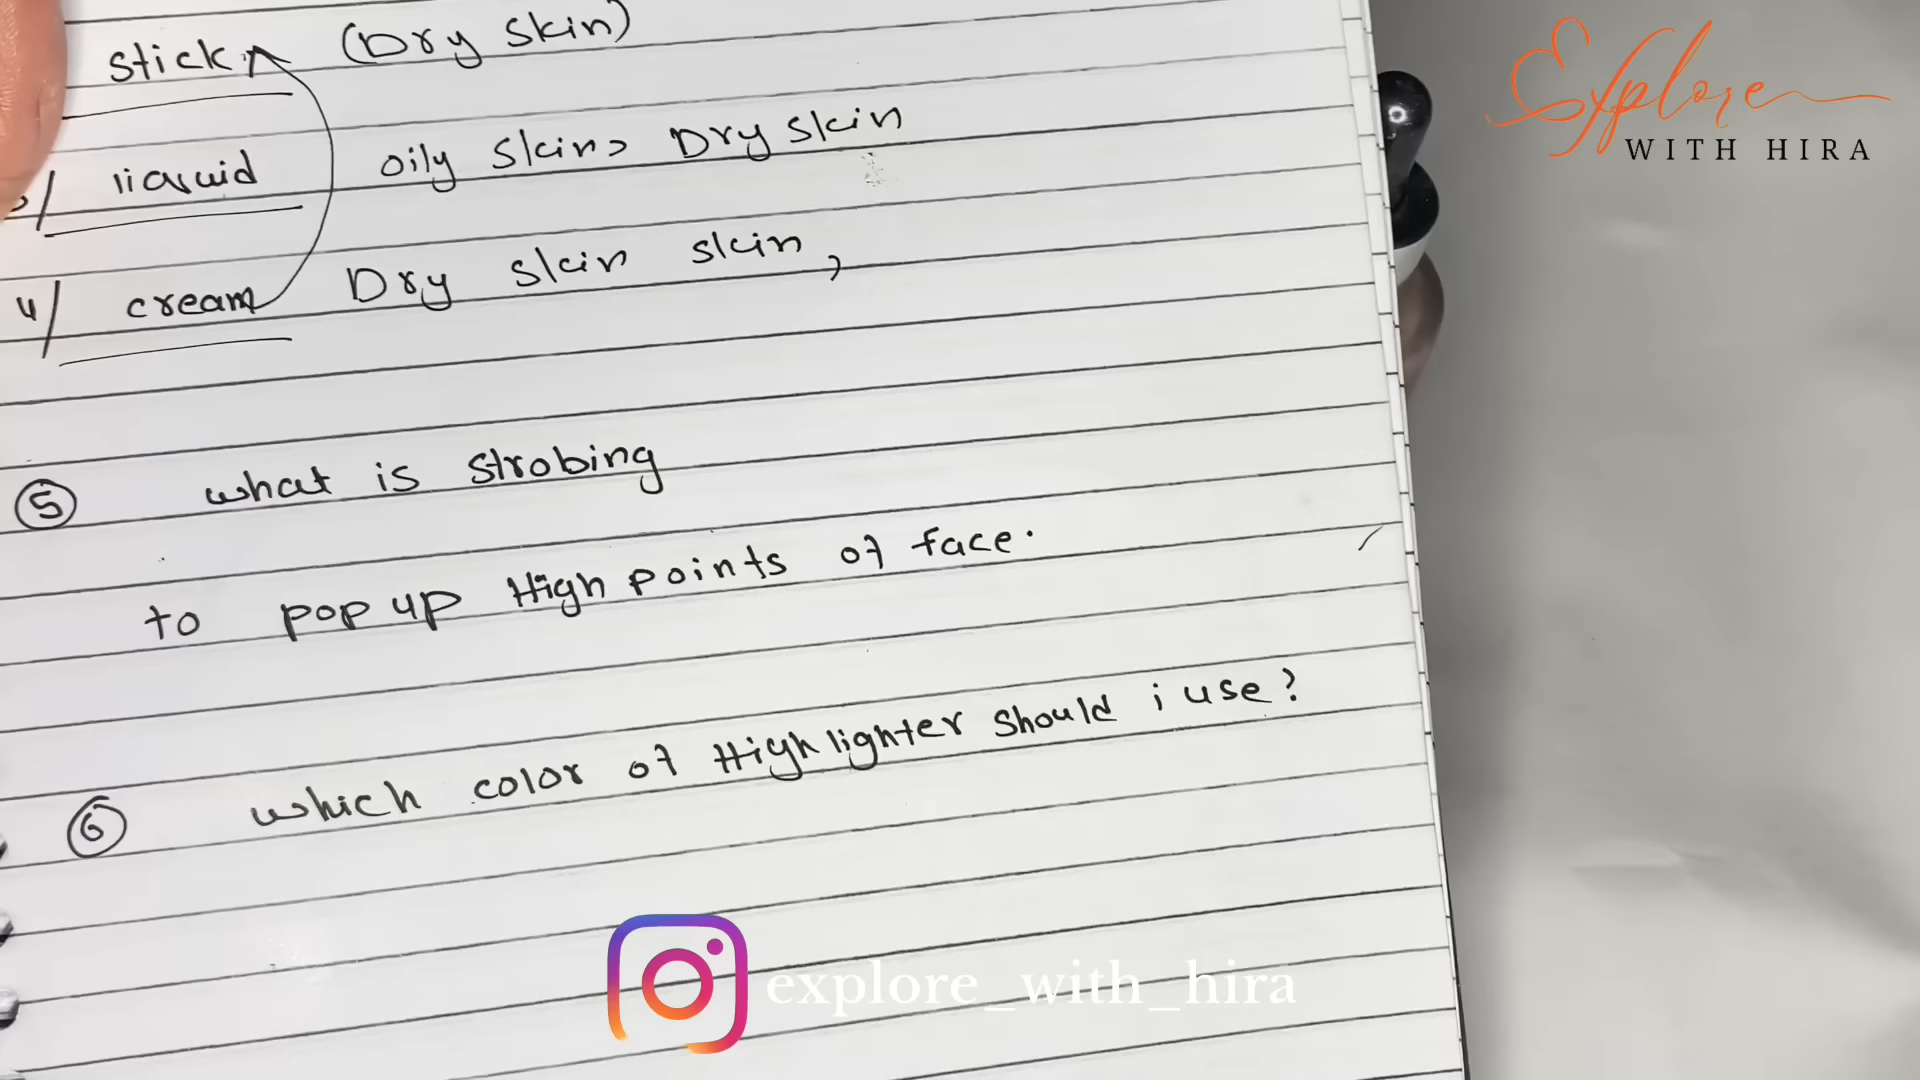 stick (Dry skin)
3/ liquid oily skin, Dry skin
4/ cream Dry skin skin,
5 what is strobing
to pop up High points of face.
6 which color of Highlighter should i use?
Explore
WITH HIRA
explore_with_hira